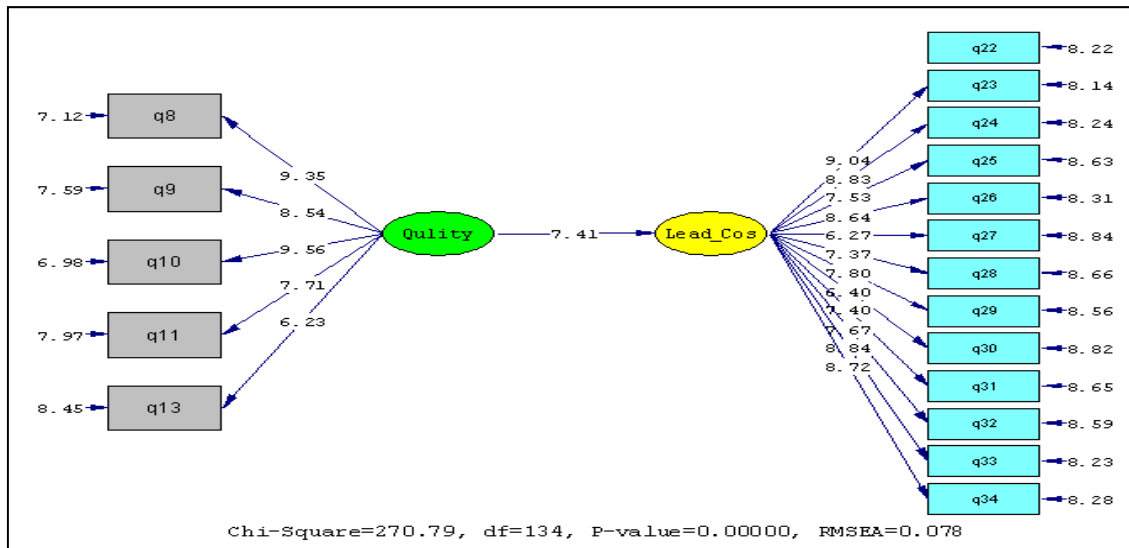 q22 8.22
q23 8.14
7.12 q8
q24 8.24
9.04
q25 8.63
9.35
8.83
7.59 q9
7.53
q26 8.31
8.54
8.64
Qulity 7.41 Lead_Cos
q27 8.84
6.27
9.56
7.37
6.98 q10
q28 8.66
7.80
7.71
6.40
q29 8.56
7.40
6.23
7.67
7.97 q11
8.84
q30 8.82
8.72
q31 8.65
8.45 q13
q32 8.59
q33 8.23
q34 8.28
Chi-Square=270.79, df=134, P-value=0.00000, RMSEA=0.078